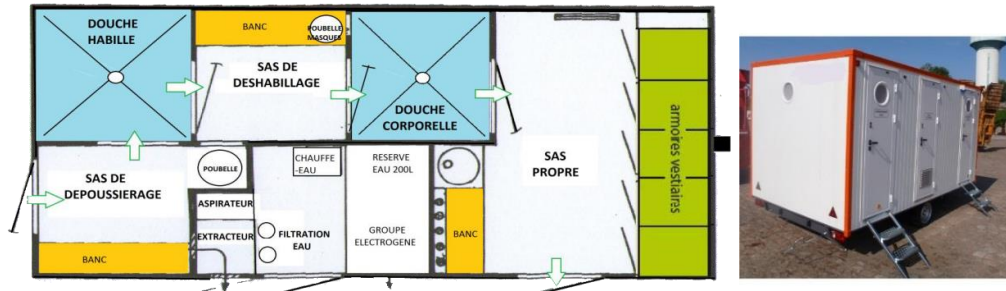 DOUCHE
HABILLE
BANC
POUBELLE
MASQUES
SAS DE
DESHABILLAGE
DOUCHE
CORPORELLE
SAS
PROPRE
armoires vestiaires
SAS DE
DEPOUSSIERAGE
BANC
POUBELLE
ASPIRATEUR
EXTRACTEUR
CHAUFFE
-EAU
FILTRATION
EAU
RESERVE
EAU 200L
GROUPE
ELECTROGENE
BANC